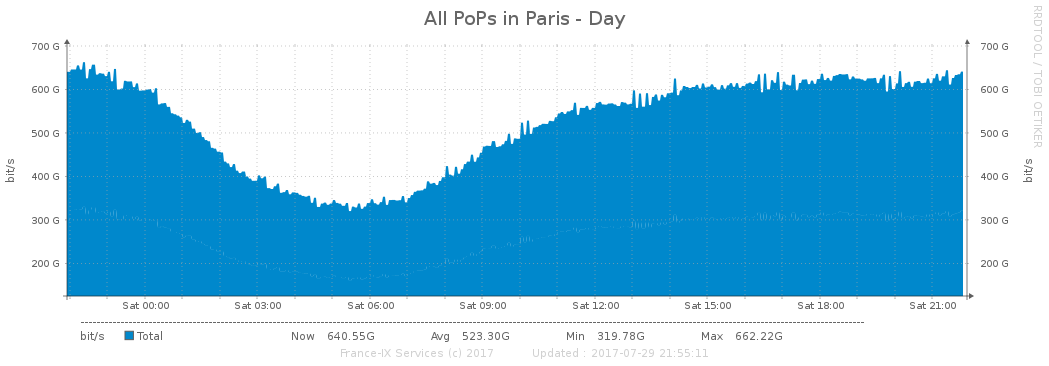 All PoPs in Paris - Day
RRDTOOL / TOBI OETIKER
700 G 700 G
600 G 600 G
500 G 500 G
400 G 400 G
300 G 300 G
200 G 200 G
bit/s bit/s
Sat 00:00 Sat 03:00 Sat 06:00 Sat 09:00 Sat 12:00 Sat 15:00 Sat 18:00 Sat 21:00
bit/s Total Now 640.55G Avg 523.30G Min 319.78G Max 662.22G
France-IX Services (c) 2017 Updated : 2017-07-29 21:55:11